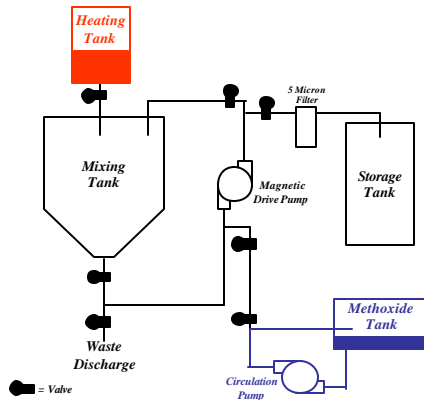 Heating
Tank
5 Micron
Filter
Mixing
Tank
Magnetic
Drive Pump
Storage
Tank
Methoxide
Tank
Waste
Discharge
Circulation
Pump
= Valve